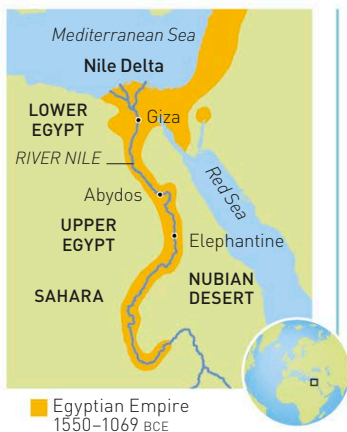 Mediterranean Sea
Nile Delta
LOWER
EGYPT
Giza
RIVER NILE
Red Sea
Abydos
UPPER
EGYPT
Elephantine
NUBIAN
DESERT
SAHARA
Egyptian Empire
1550–1069 BCE